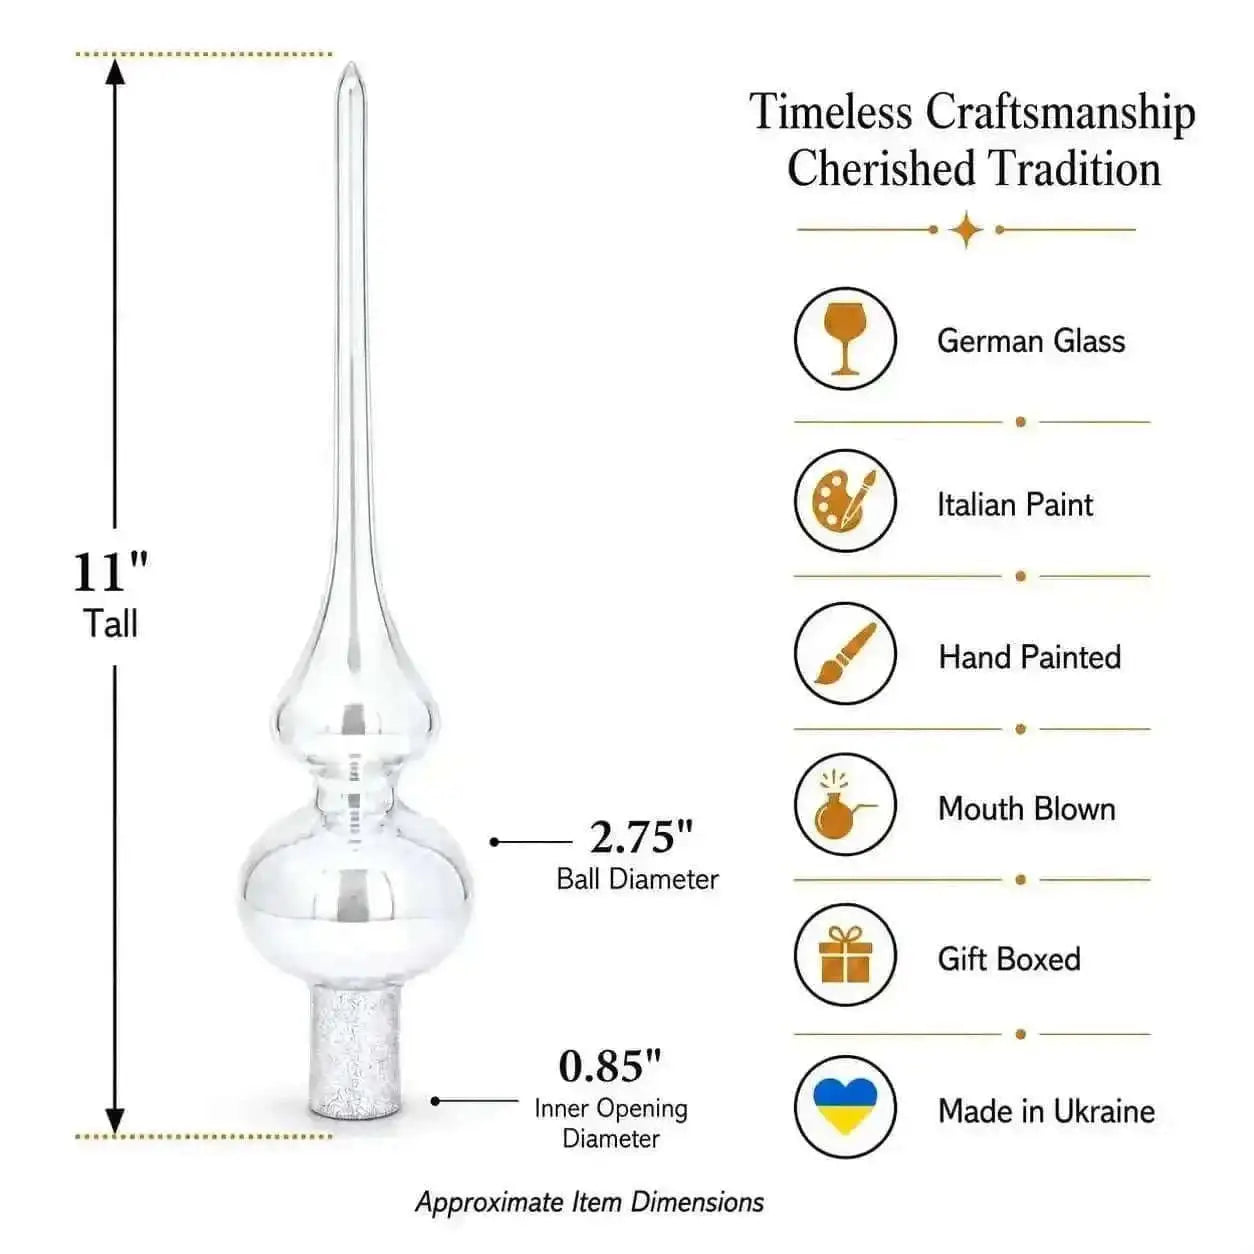 Timeless Craftsmanship
Cherished Tradition
German Glass
Italian Paint
Hand Painted
Mouth Blown
Gift Boxed
Made in Ukraine
11"
Tall
2.75"
Ball Diameter
0.85"
Inner Opening
Diameter
Approximate Item Dimensions